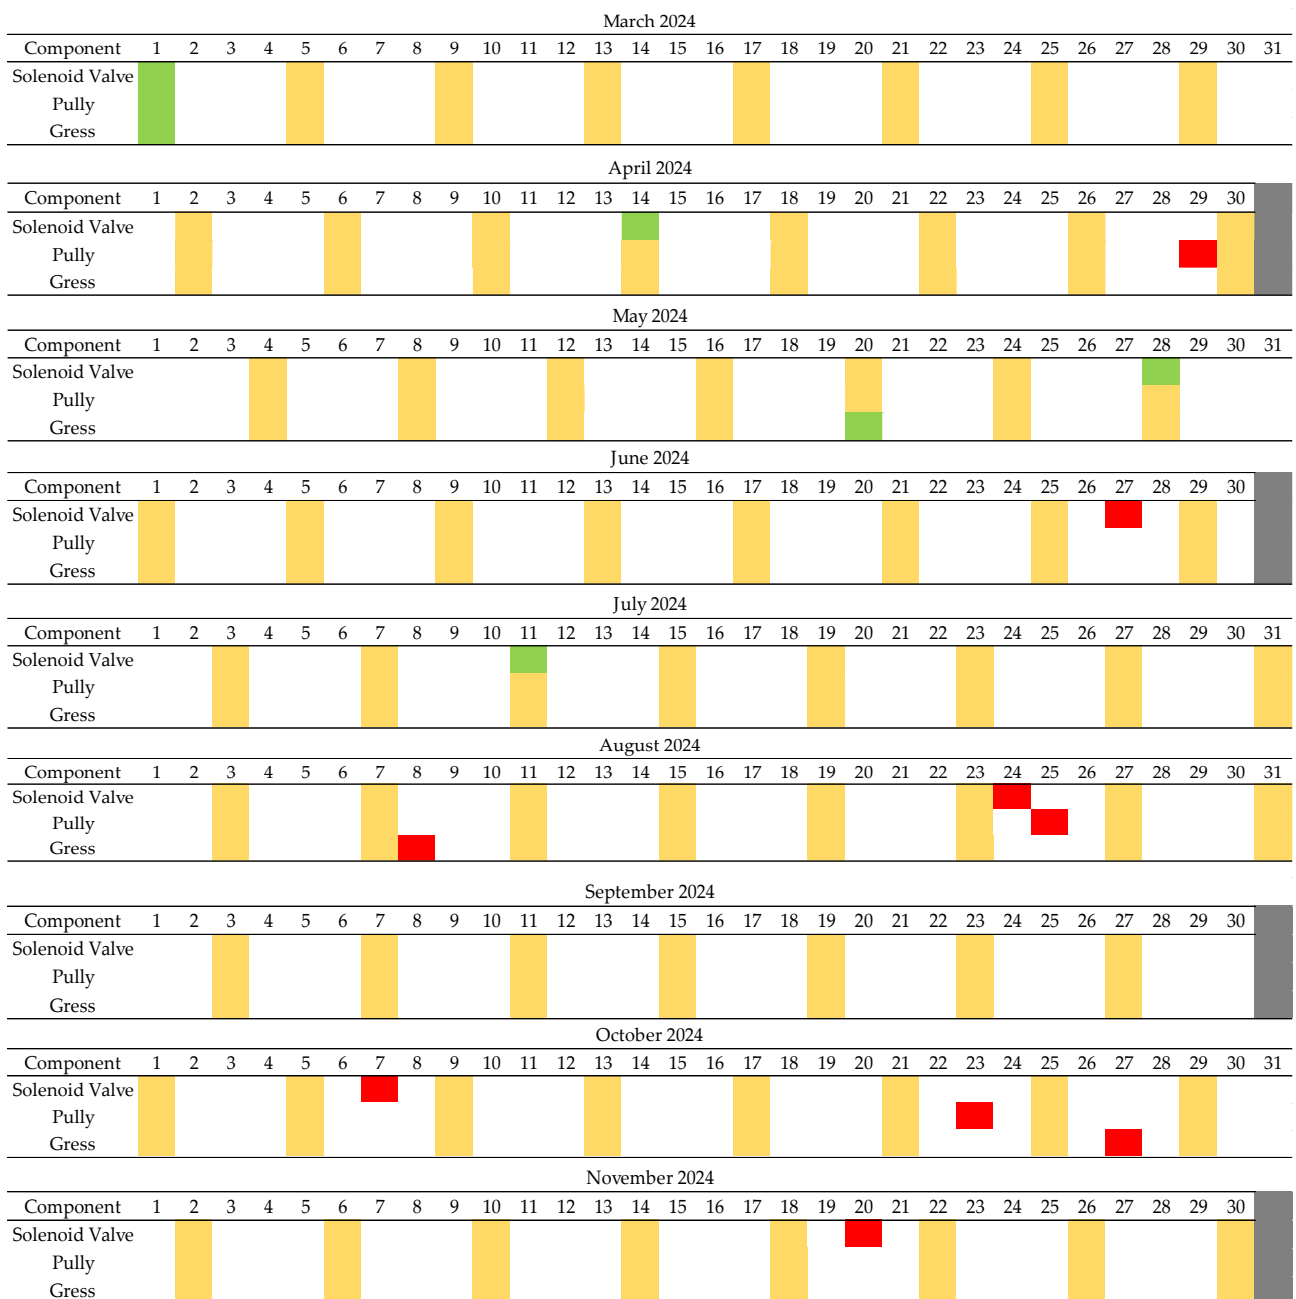 March 2024
Component 1 2 3 4 5 6 7 8 9 10 11 12 13 14 15 16 17 18 19 20 21 22 23 24 25 26 27 28 29 30 31
Solenoid Valve
Pully
Gress
April 2024
Component 1 2 3 4 5 6 7 8 9 10 11 12 13 14 15 16 17 18 19 20 21 22 23 24 25 26 27 28 29 30
Solenoid Valve
Pully
Gress
May 2024
Component 1 2 3 4 5 6 7 8 9 10 11 12 13 14 15 16 17 18 19 20 21 22 23 24 25 26 27 28 29 30 31
Solenoid Valve
Pully
Gress
June 2024
Component 1 2 3 4 5 6 7 8 9 10 11 12 13 14 15 16 17 18 19 20 21 22 23 24 25 26 27 28 29 30
Solenoid Valve
Pully
Gress
July 2024
Component 1 2 3 4 5 6 7 8 9 10 11 12 13 14 15 16 17 18 19 20 21 22 23 24 25 26 27 28 29 30 31
Solenoid Valve
Pully
Gress
August 2024
Component 1 2 3 4 5 6 7 8 9 10 11 12 13 14 15 16 17 18 19 20 21 22 23 24 25 26 27 28 29 30 31
Solenoid Valve
Pully
Gress
September 2024
Component 1 2 3 4 5 6 7 8 9 10 11 12 13 14 15 16 17 18 19 20 21 22 23 24 25 26 27 28 29 30
Solenoid Valve
Pully
Gress
October 2024
Component 1 2 3 4 5 6 7 8 9 10 11 12 13 14 15 16 17 18 19 20 21 22 23 24 25 26 27 28 29 30 31
Solenoid Valve
Pully
Gress
November 2024
Component 1 2 3 4 5 6 7 8 9 10 11 12 13 14 15 16 17 18 19 20 21 22 23 24 25 26 27 28 29 30
Solenoid Valve
Pully
Gress